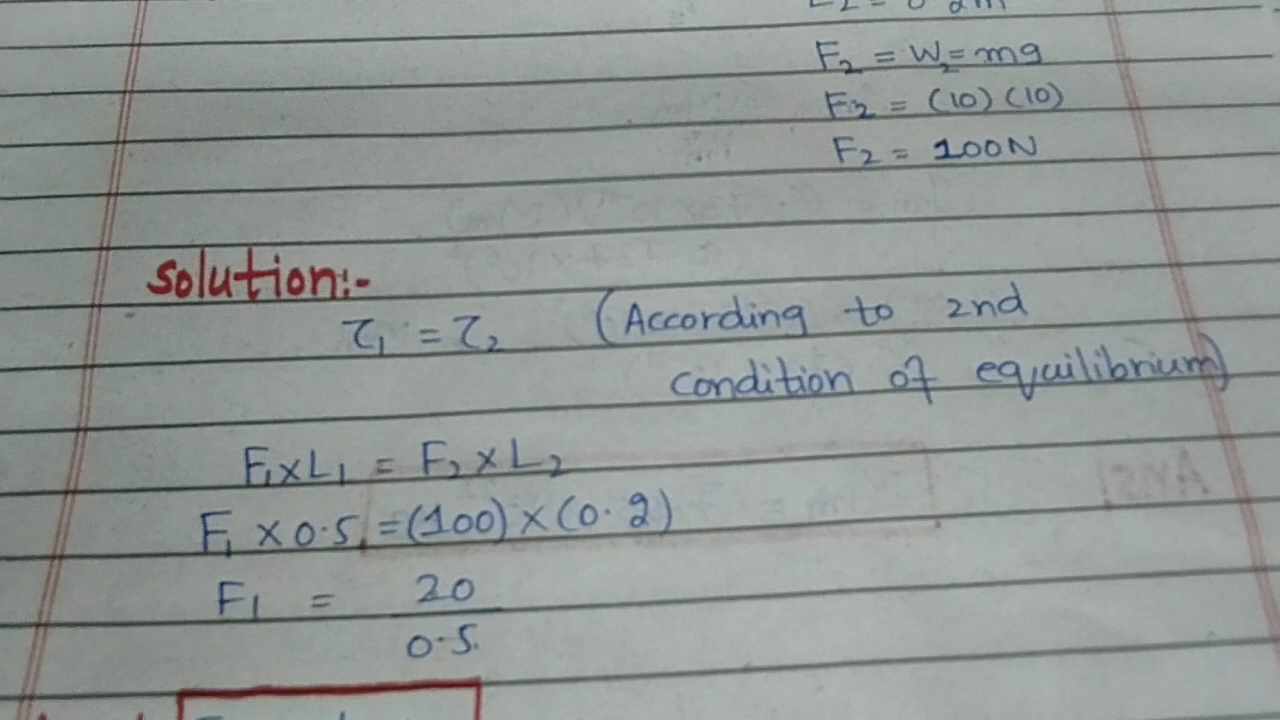 F₂ = W₂ = mg
F₂ = (10) (10)
F₂ = 100N
Solution:-
τ₁ = τ₂ (According to 2nd
condition of equilibrium)
F₁ x L₁ = F₂ x L₂
F₁ x 0.5 = (100) x (0.2)
F₁ = 20
0.5